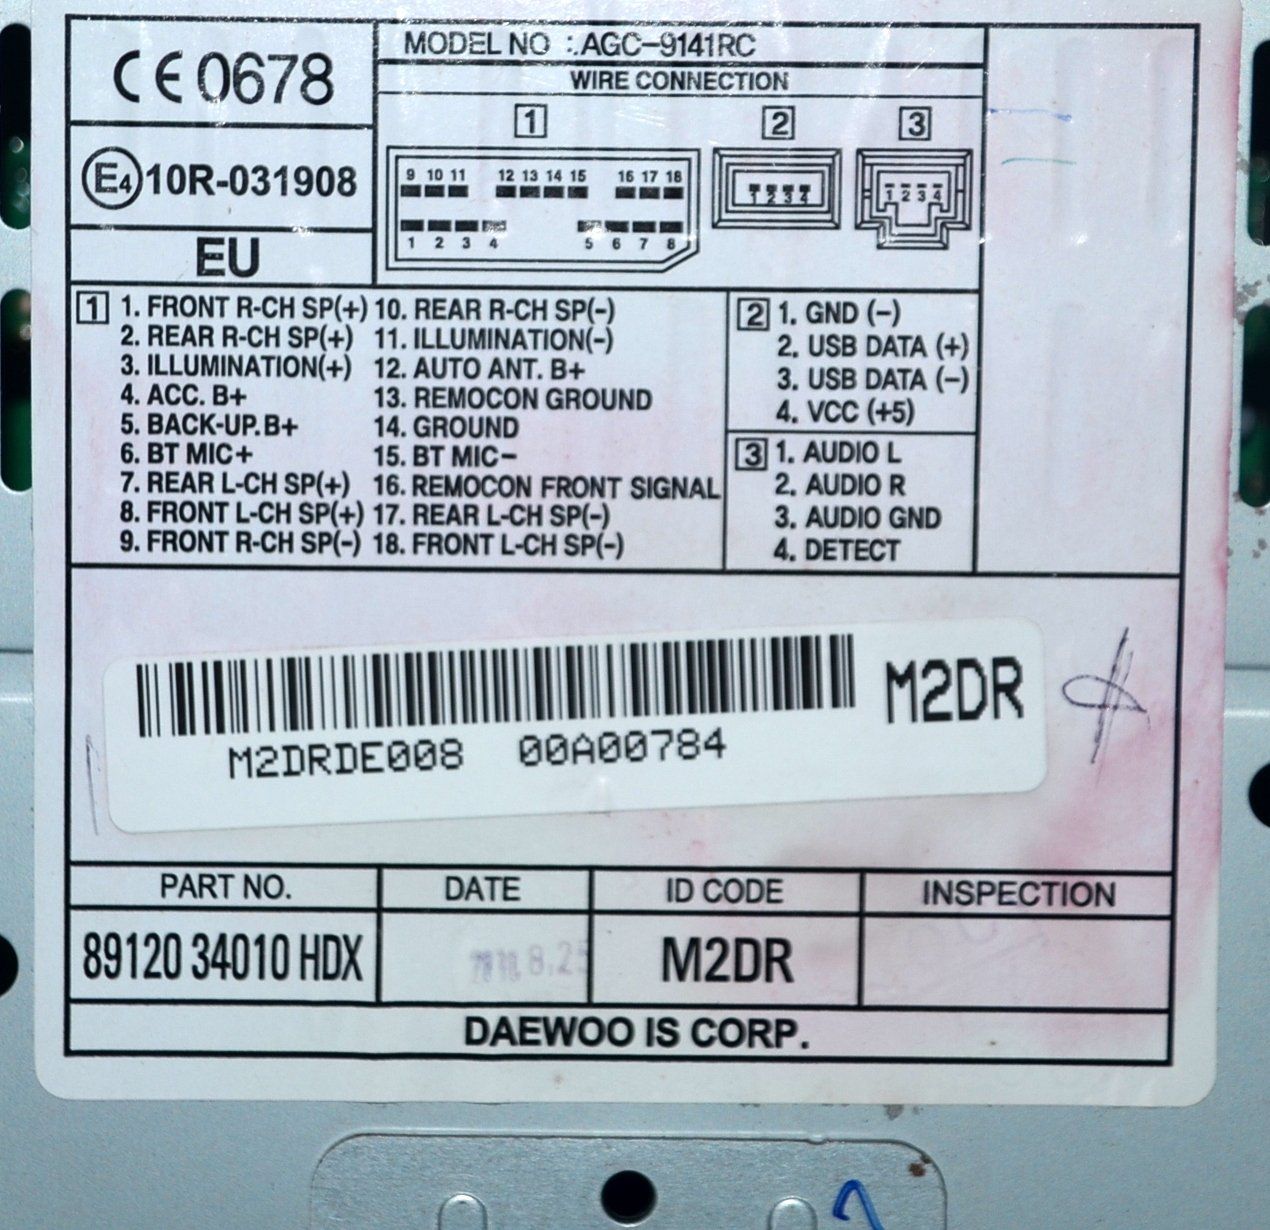 CE 0678
MODEL NO :. AGC-9141RC
WIRE CONNECTION
1 2 3
E4 10R-031908
9 10 11 12 13 14 15 16 17 18
1 2 3 4 5 6 7 8
1 2 3 4
1 2 3 4
EU
1 1. FRONT R-CH SP(+)
2. REAR R-CH SP(+)
3. ILLUMINATION(+)
4. ACC. B+
5. BACK-UP. B+
6. BT MIC+
7. REAR L-CH SP(+)
8. FRONT L-CH SP(+)
9. FRONT R-CH SP(-)
10. REAR R-CH SP(-)
11. ILLUMINATION(-)
12. AUTO ANT. B+
13. REMOCON GROUND
14. GROUND
15. BT MIC-
16. REMOCON FRONT SIGNAL
17. REAR L-CH SP(-)
18. FRONT L-CH SP(-)
2 1. GND (-)
2. USB DATA (+)
3. USB DATA (-)
4. VCC (+5)
3 1. AUDIO L
2. AUDIO R
3. AUDIO GND
4. DETECT
M2DR
M2DRDE008 00A00784
PART NO. DATE ID CODE INSPECTION
89120 34010 HDX M2DR
DAEWOO IS CORP.